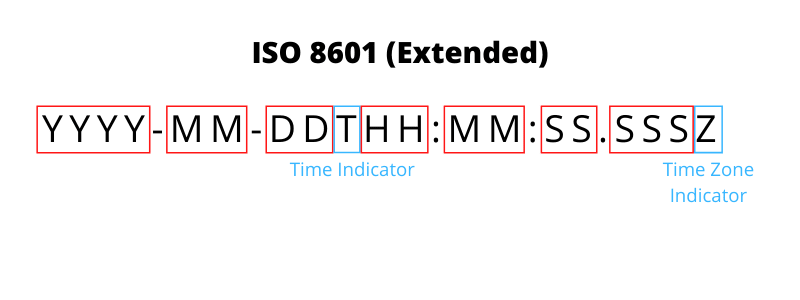 ISO 8601 (Extended)
YYYY-MM-DDTHH:MM:SS.SSSZ
Time Indicator
Time Zone
Indicator